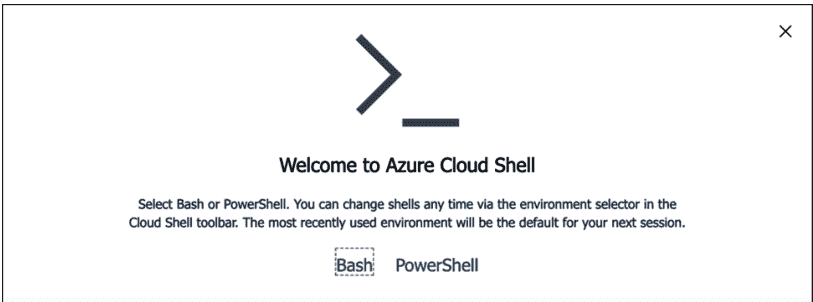 Welcome to Azure Cloud Shell
Select Bash or PowerShell. You can change shells any time via the environment selector in the
Cloud Shell toolbar. The most recently used environment will be the default for your next session.
Bash PowerShell